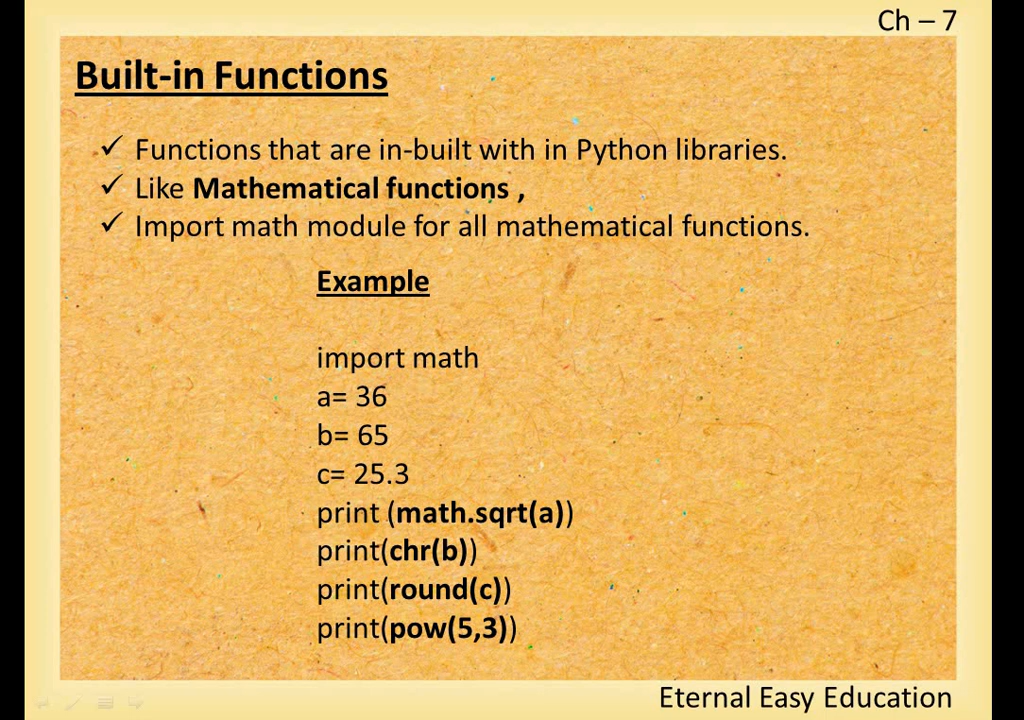 Ch – 7
Built-in Functions
✓ Functions that are in-built with in Python libraries.
✓ Like Mathematical functions ,
✓ Import math module for all mathematical functions.
Example
import math
a= 36
b= 65
c= 25.3
print (math.sqrt(a))
print(chr(b))
print(round(c))
print(pow(5,3))
Eternal Easy Education